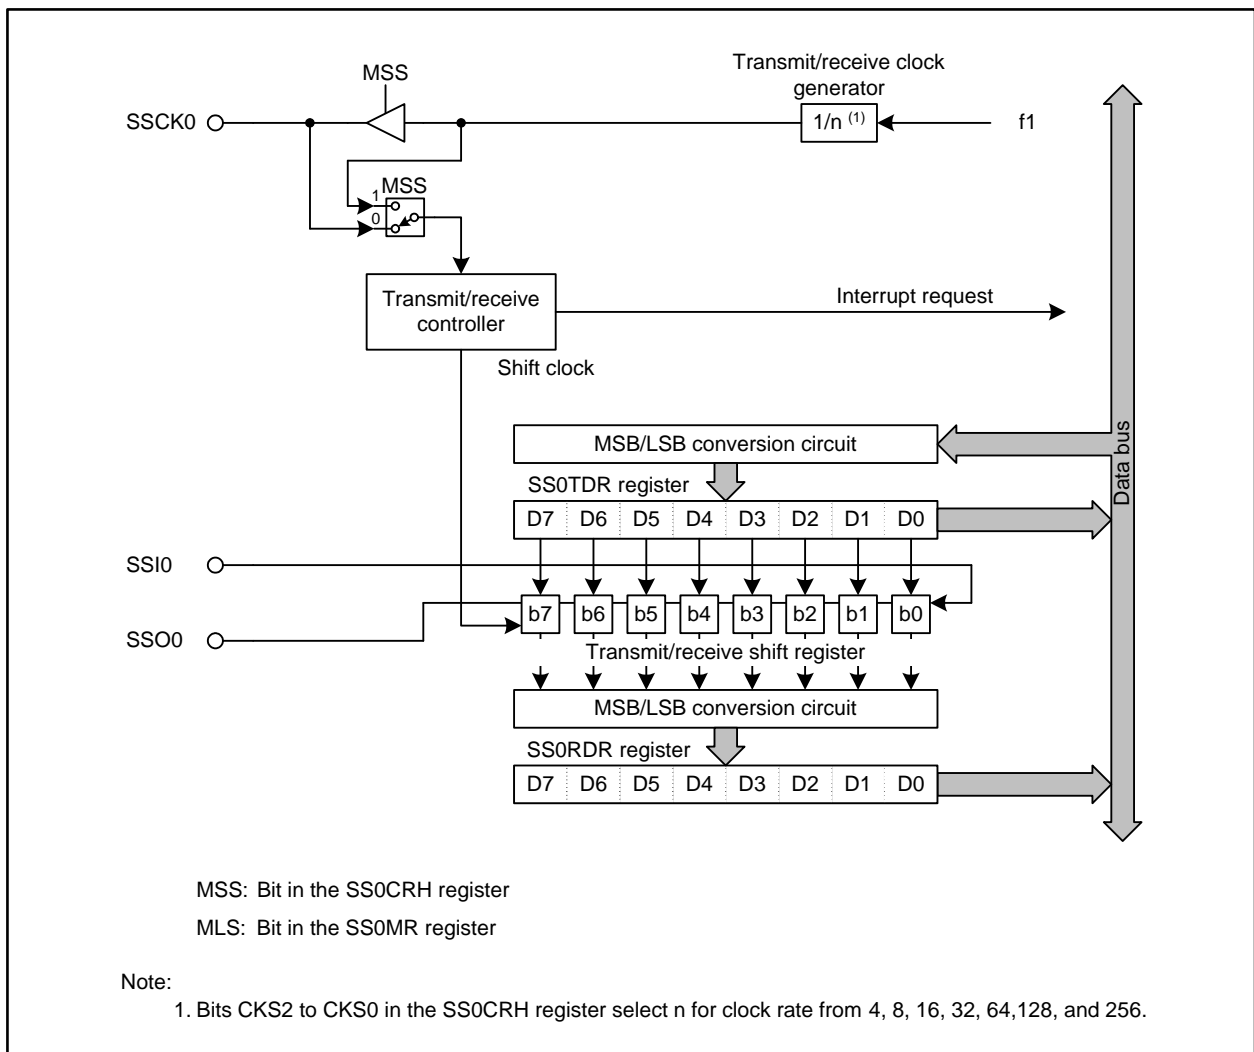 Transmit/receive clock
generator
MSS
SSCK0
1/n (1)
f1
MSS
1
0
Transmit/receive
controller
Interrupt request
Shift clock
Data bus
MSB/LSB conversion circuit
SS0TDR register
D7 D6 D5 D4 D3 D2 D1 D0
SSI0
b7 b6 b5 b4 b3 b2 b1 b0
SSO0
Transmit/receive shift register
MSB/LSB conversion circuit
SS0RDR register
D7 D6 D5 D4 D3 D2 D1 D0
MSS: Bit in the SS0CRH register
MLS: Bit in the SS0MR register
Note:
1. Bits CKS2 to CKS0 in the SS0CRH register select n for clock rate from 4, 8, 16, 32, 64,128, and 256.